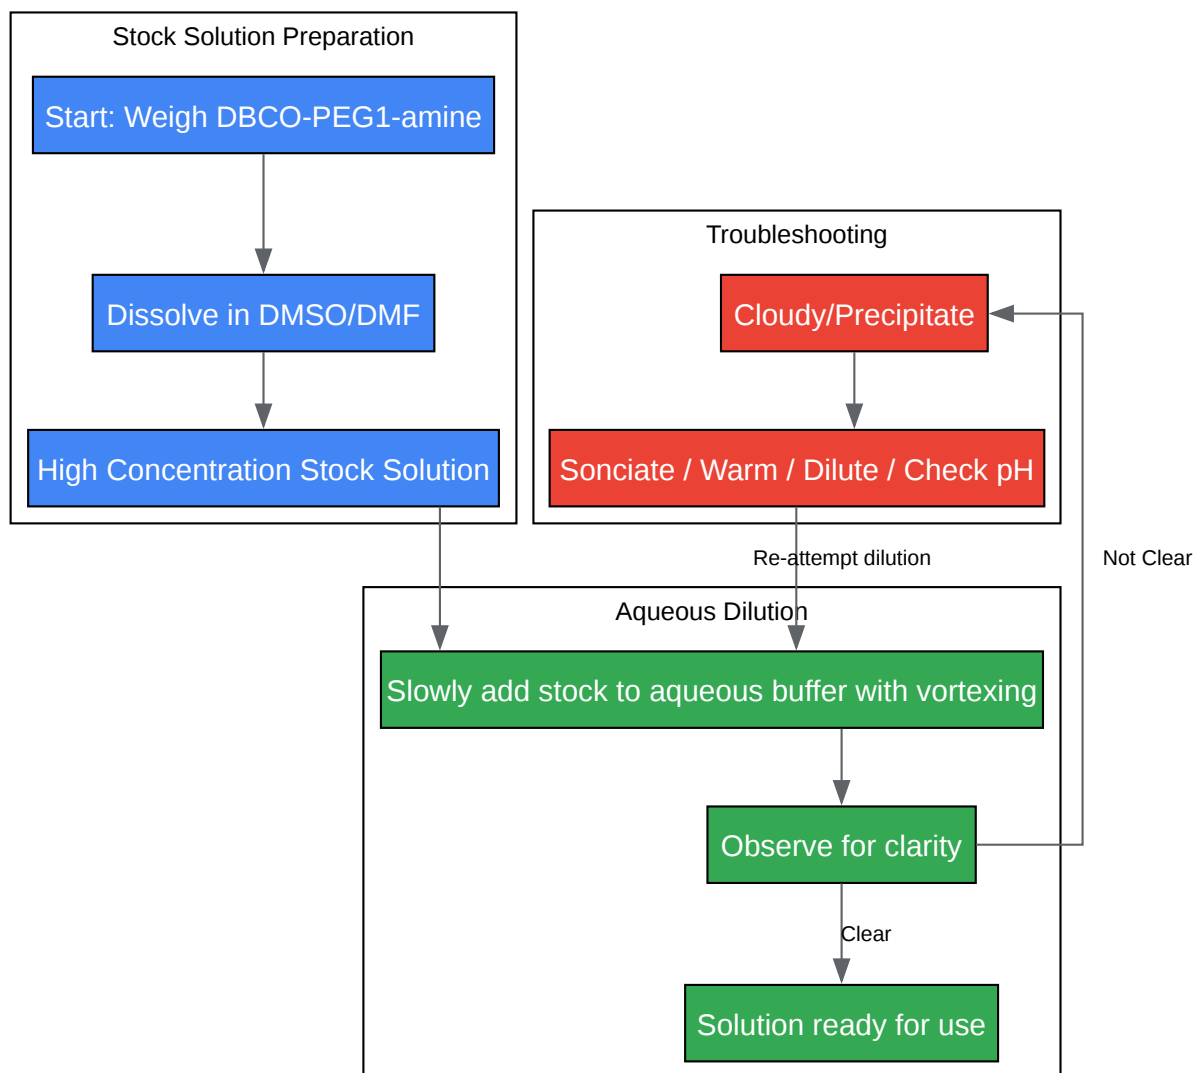 Stock Solution Preparation
Start: Weigh DBCO-PEG1-amine
Dissolve in DMSO/DMF
High Concentration Stock Solution
Troubleshooting
Cloudy/Precipitate
Sonciate / Warm / Dilute / Check pH
Re-attempt dilution
Not Clear
Aqueous Dilution
Slowly add stock to aqueous buffer with vortexing
Observe for clarity
Clear
Solution ready for use